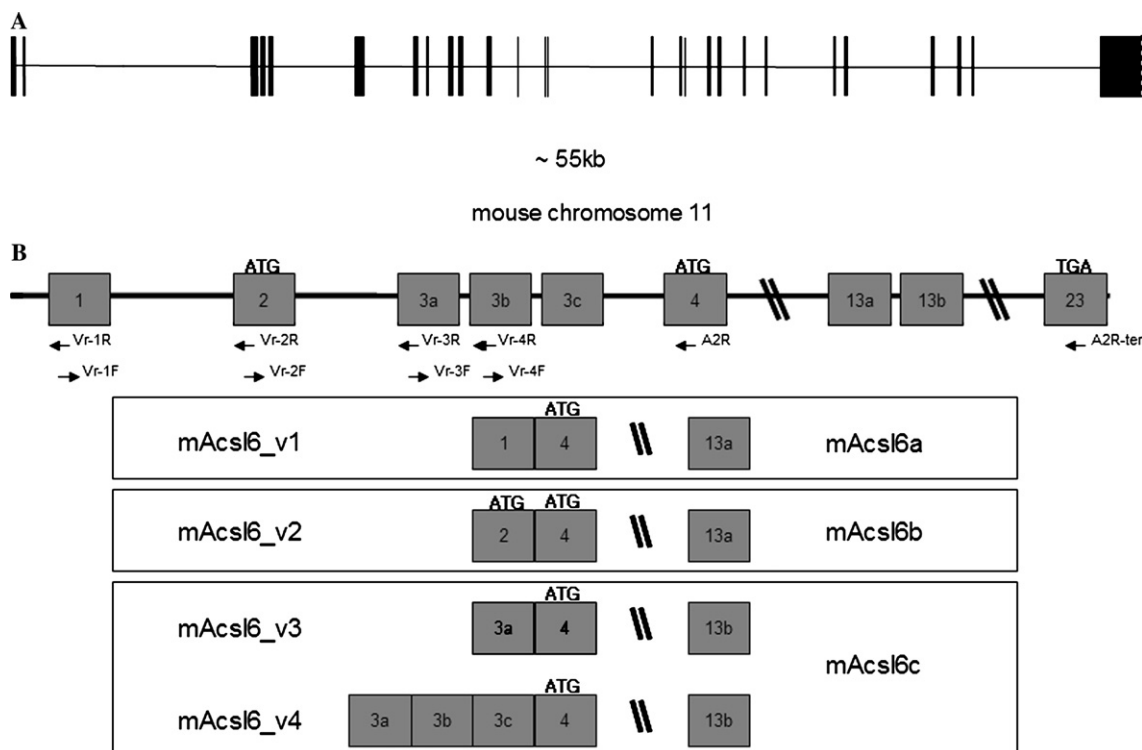 A
~ 55kb
mouse chromosome 11
B
ATG ATG TGA
1 2 3a 3b 3c 4 13a 13b 23
Vr-1R Vr-2R Vr-3R Vr-4R A2R A2R-ter
Vr-1F Vr-2F Vr-3F Vr-4F
ATG
mAcsl6_v1 1 4 13a mAcsl6a
ATG ATG
mAcsl6_v2 2 4 13a mAcsl6b
ATG
mAcsl6_v3 3a 4 13b
mAcsl6c
ATG
mAcsl6_v4 3a 3b 3c 4 13b